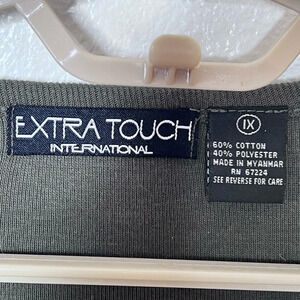 EXTRA TOUCH
INTERNATIONAL
1X
60% COTTON
40% POLYESTER
MADE IN MYANMAR
RN 67224
SEE REVERSE FOR CARE